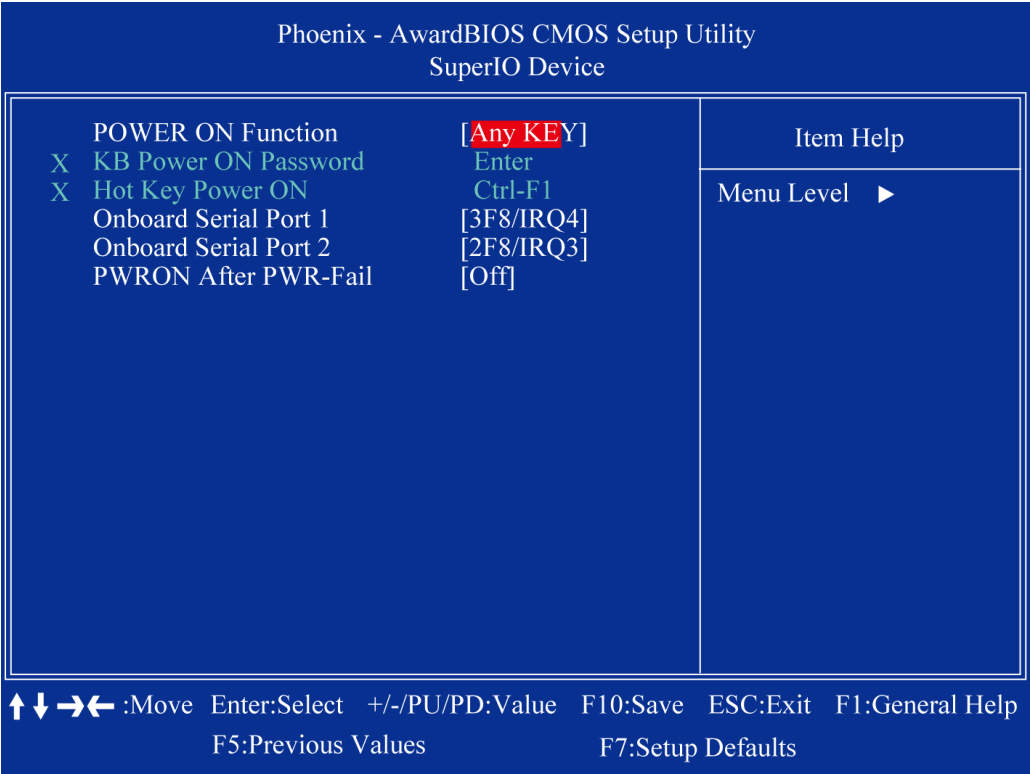 Phoenix - AwardBIOS CMOS Setup Utility
SuperIO Device
POWER ON Function [Any KEY]
X KB Power ON Password Enter
X Hot Key Power ON Ctrl-F1
Onboard Serial Port 1 [3F8/IRQ4]
Onboard Serial Port 2 [2F8/IRQ3]
PWRON After PWR-Fail [Off]
Item Help
Menu Level ▶
:Move Enter:Select +/-/PU/PD:Value F10:Save ESC:Exit F1:General Help
F5:Previous Values F7:Setup Defaults